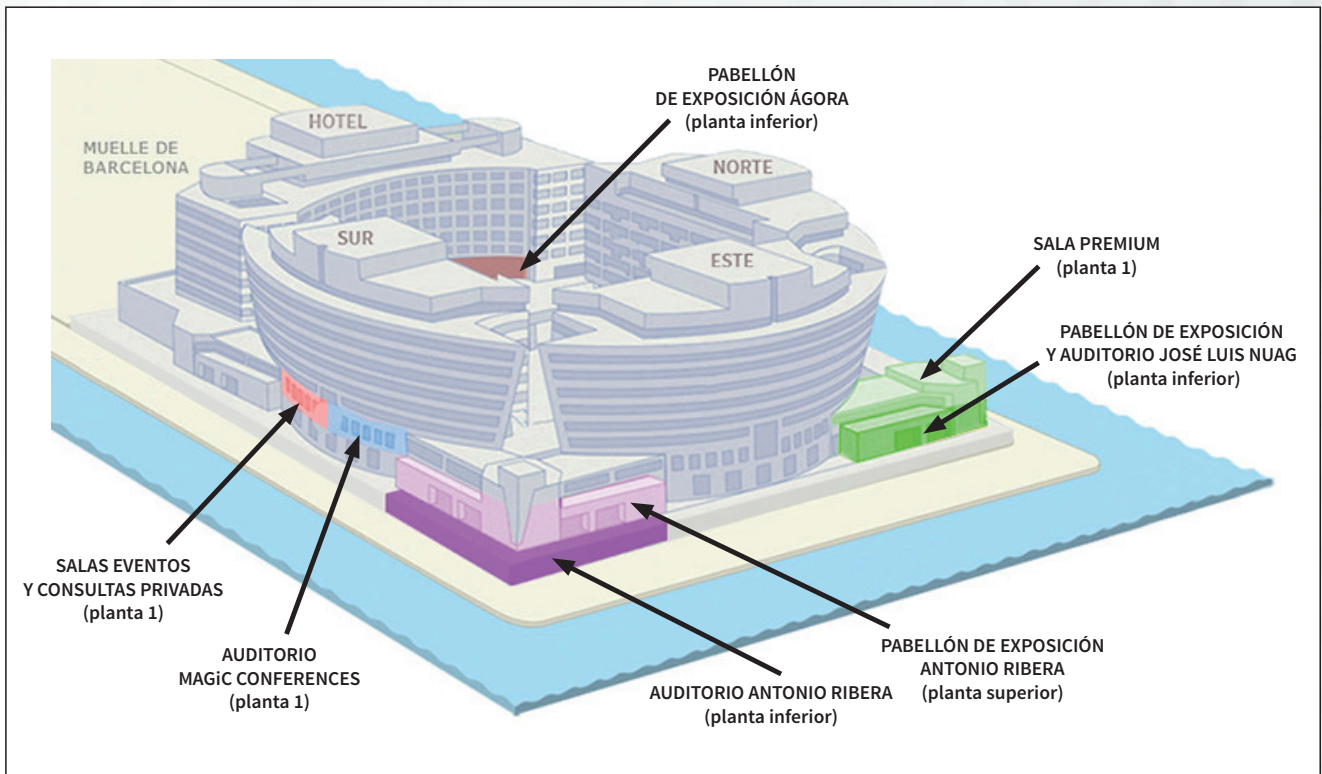 PABELLÓN
DE EXPOSICIÓN ÁGORA
(planta inferior)
HOTEL
MUELLE DE
BARCELONA
NORTE
SUR
ESTE
SALA PREMIUM
(planta 1)
PABELLÓN DE EXPOSICIÓN
Y AUDITORIO JOSÉ LUIS NUAG
(planta inferior)
SALAS EVENTOS
Y CONSULTAS PRIVADAS
(planta 1)
AUDITORIO
MAGiC CONFERENCES
(planta 1)
AUDITORIO ANTONIO RIBERA
(planta inferior)
PABELLÓN DE EXPOSICIÓN
ANTONIO RIBERA
(planta superior)